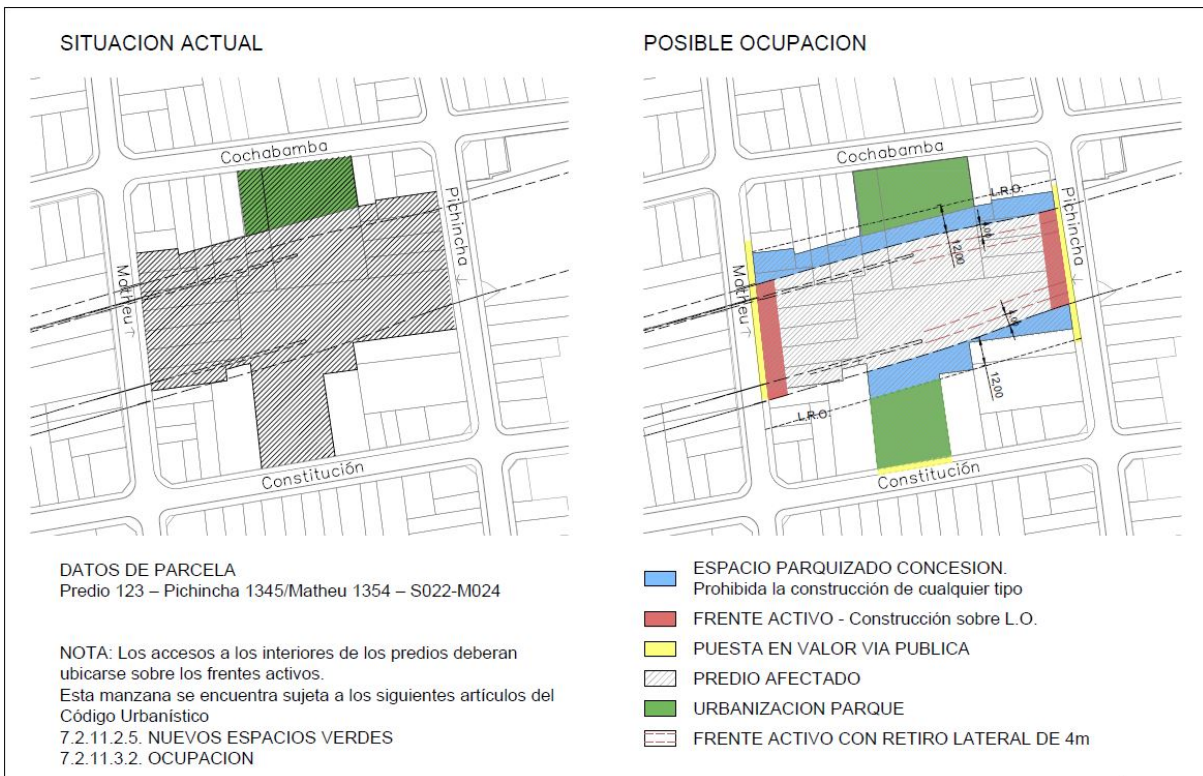 SITUACION ACTUAL
Cochabamba
Pichincha
Matheu
Constitución
DATOS DE PARCELA
Predio 123 – Pichincha 1345/Matheu 1354 – S022-M024
NOTA: Los accesos a los interiores de los predios deberan
ubicarse sobre los frentes activos.
Esta manzana se encuentra sujeta a los siguientes artículos del
Código Urbanístico
7.2.11.2.5. NUEVOS ESPACIOS VERDES
7.2.11.3.2. OCUPACION
POSIBLE OCUPACION
Cochabamba
L.R.O.
Pichincha
12,00
Matheu
12,00
L.R.O.
Constitución
ESPACIO PARQUIZADO CONCESION.
Prohibida la construcción de cualquier tipo
FRENTE ACTIVO - Construcción sobre L.O.
PUESTA EN VALOR VIA PUBLICA
PREDIO AFECTADO
URBANIZACION PARQUE
FRENTE ACTIVO CON RETIRO LATERAL DE 4m